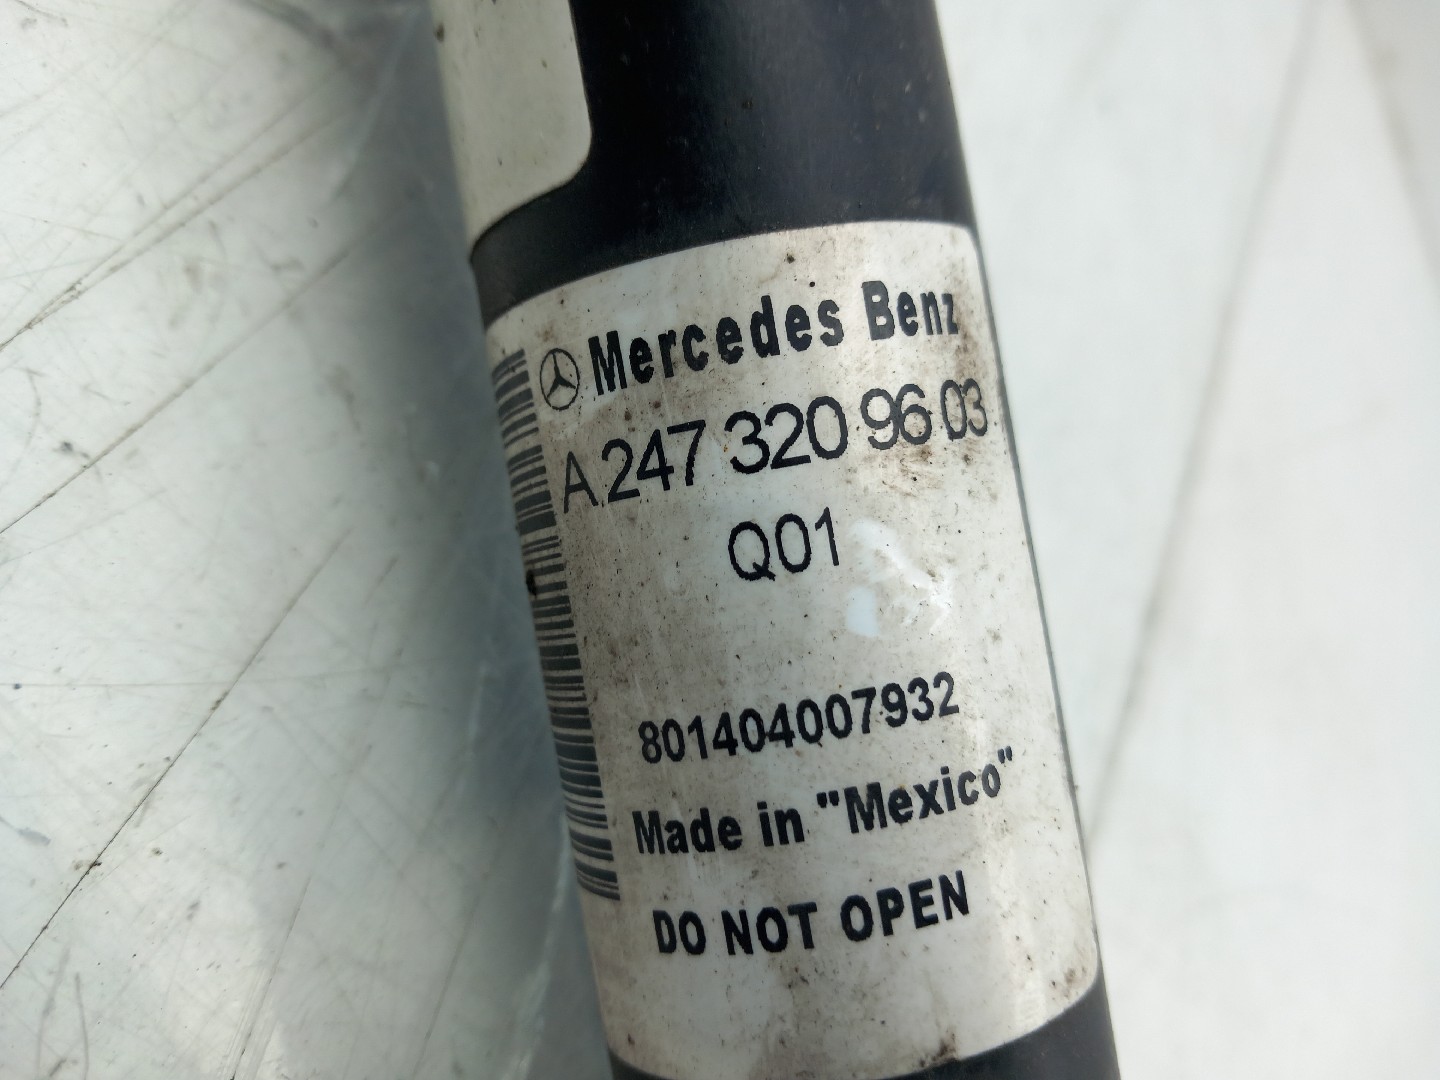 Mercedes Benz
A 247 320 96 03
Q01
801404007932
Made in "Mexico"
DO NOT OPEN